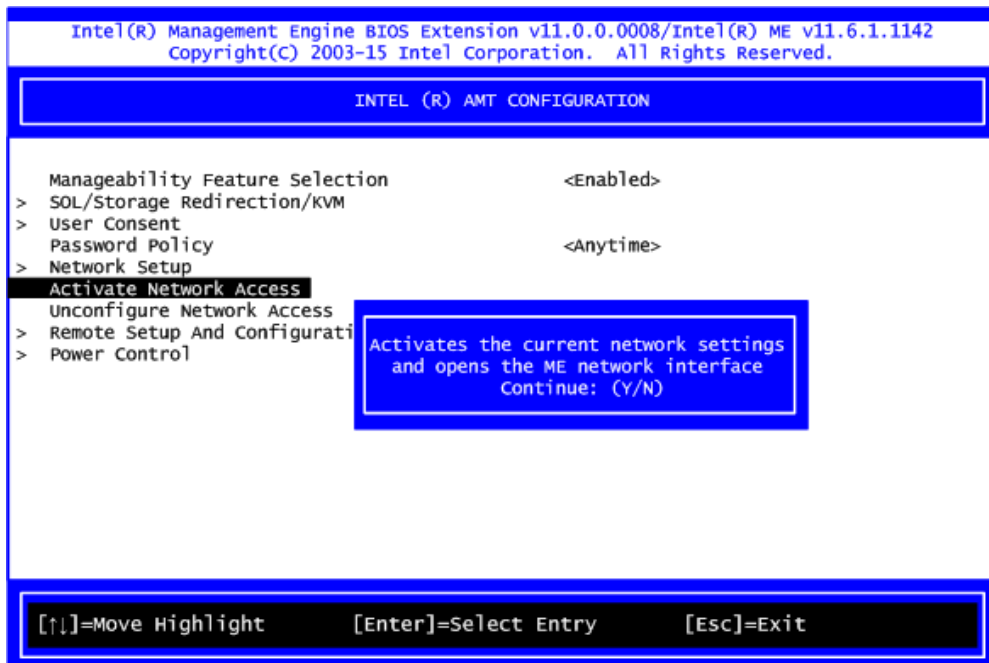 Intel(R) Management Engine BIOS Extension v11.0.0.0008/Intel(R) ME v11.6.1.1142
Copyright(C) 2003-15 Intel Corporation.  All Rights Reserved.
INTEL (R) AMT CONFIGURATION
Manageability Feature Selection <Enabled>
> SOL/Storage Redirection/KVM
> User Consent
Password Policy <Anytime>
> Network Setup
Activate Network Access
Unconfigure Network Access
> Remote Setup And Configurati
> Power Control
Activates the current network settings
and opens the ME network interface
Continue: (Y/N)
[↑↓]=Move Highlight [Enter]=Select Entry [Esc]=Exit